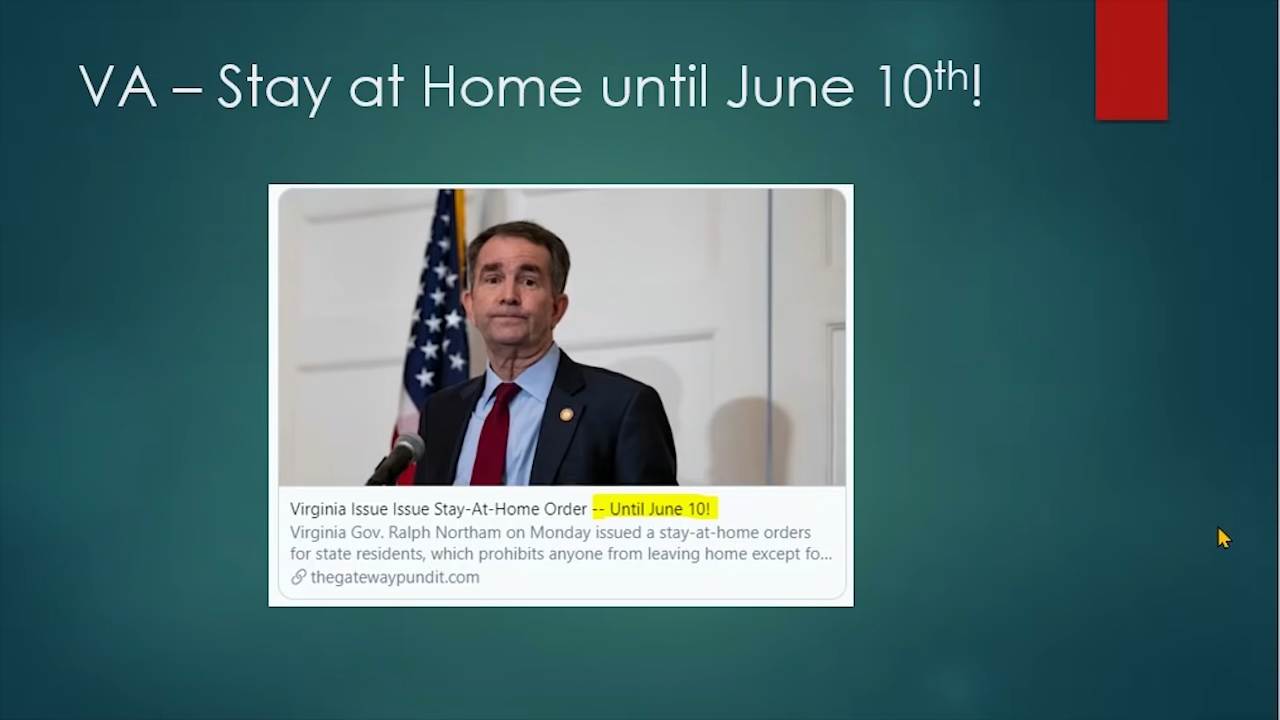 VA – Stay at Home until June 10th!
Virginia Issue Issue Stay-At-Home Order -- Until June 10!
Virginia Gov. Ralph Northam on Monday issued a stay-at-home orders
for state residents, which prohibits anyone from leaving home except fo...
thegatewaypundit.com